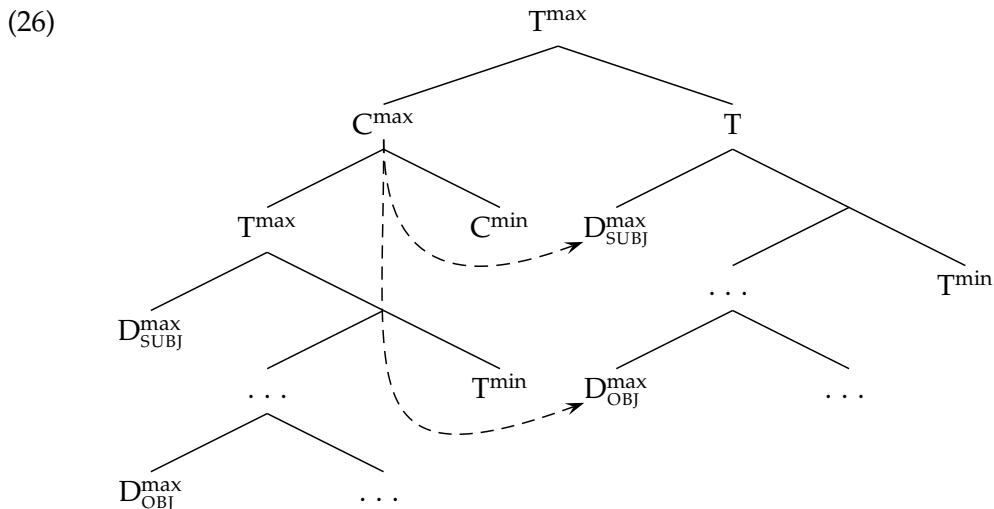 (26) T^max
C^max T
T^max C^min D^max_SUBJ
. . . T^min
D^max_SUBJ
. . . T^min D^max_OBJ . . .
D^max_OBJ . . .